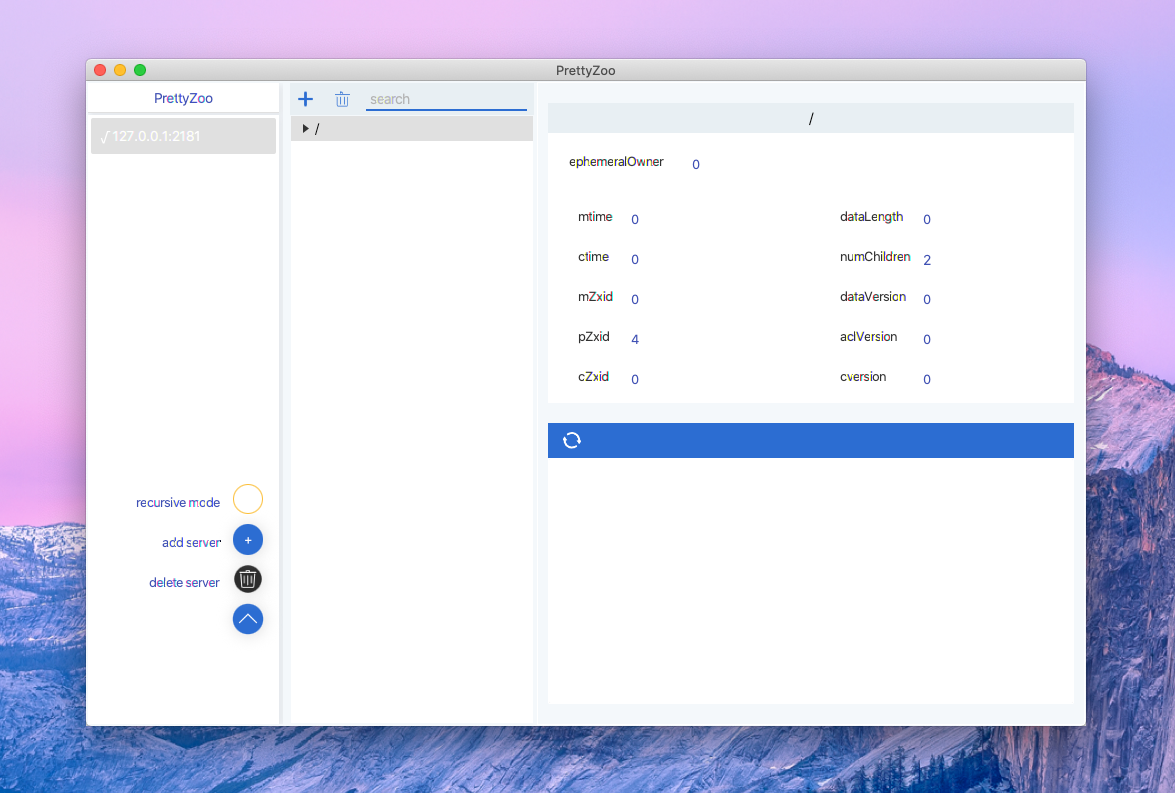 PrettyZoo
PrettyZoo
√ 127.0.0.1:2181
recursive mode
add server
+
delete server
search
/
/
ephemeralOwner 0
mtime 0 dataLength 0
ctime 0 numChildren 2
mZxid 0 dataVersion 0
pZxid 4 aclVersion 0
cZxid 0 cversion 0